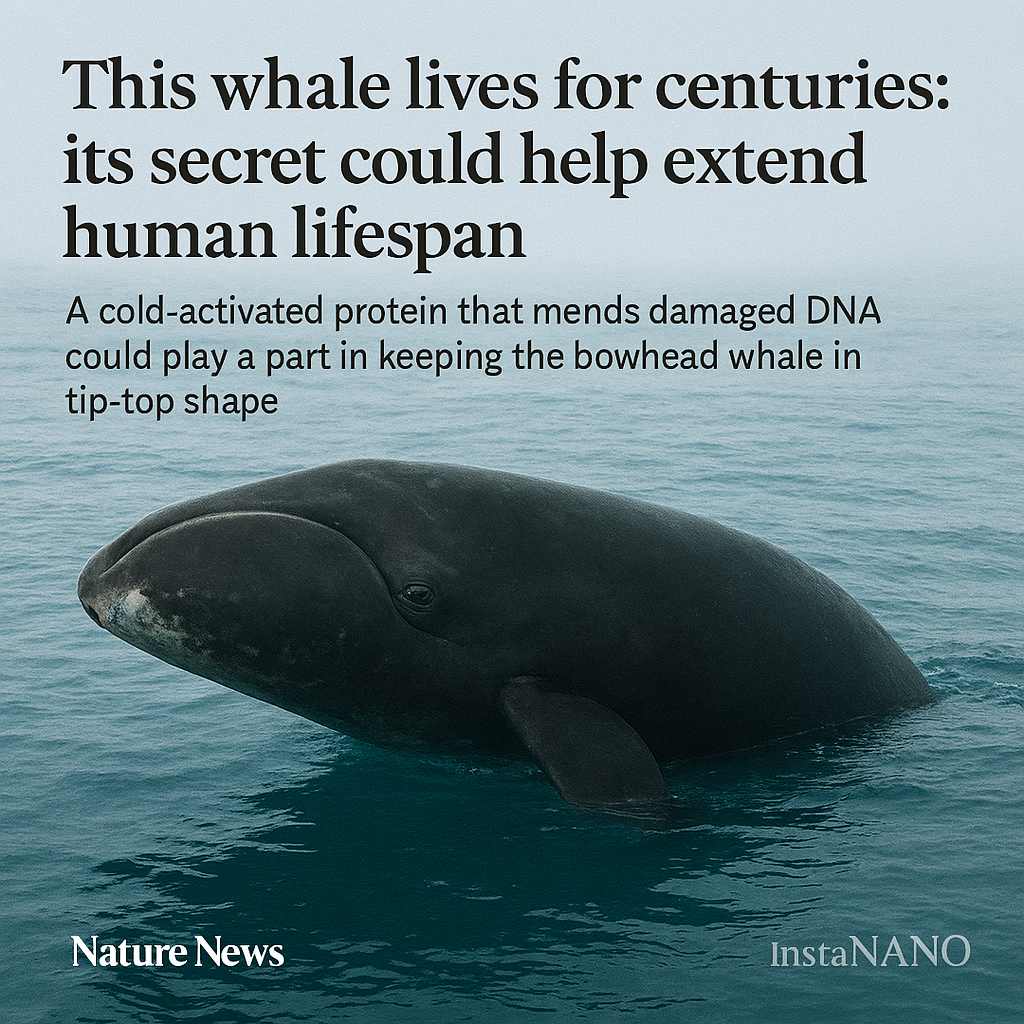 This whale lives for centuries:
its secret could help extend
human lifespan
A cold-activated protein that mends damaged DNA
could play a part in keeping the bowhead whale in
tip-top shape
Nature News
InstaNANO